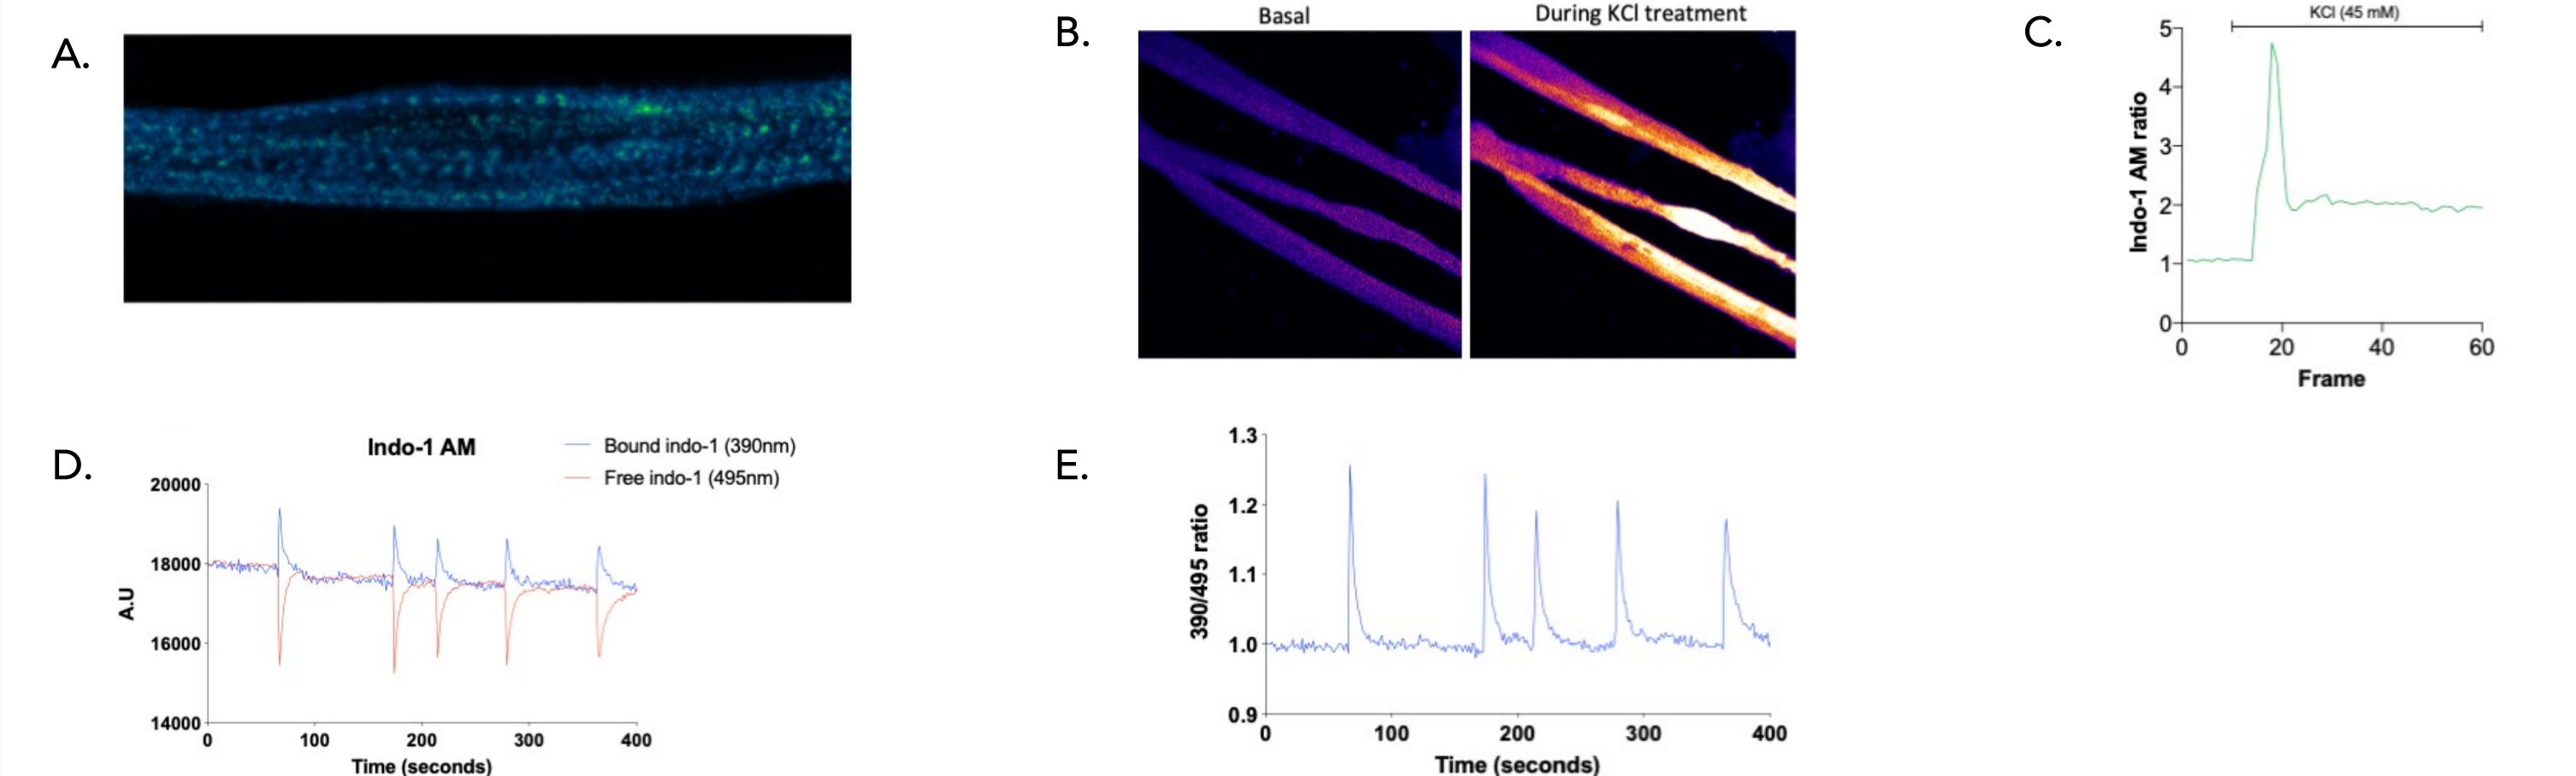 A.
B.
Basal
During KCl treatment
C.
KCl (45 mM)
5
4
3
2
1
0
Indo-1 AM ratio
0 20 40 60
Frame
D.
Indo-1 AM
Bound indo-1 (390nm)
Free indo-1 (495nm)
20000
18000
16000
14000
A.U
0 100 200 300 400
Time (seconds)
E.
1.3
1.2
1.1
1.0
0.9
390/495 ratio
0 100 200 300 400
Time (seconds)